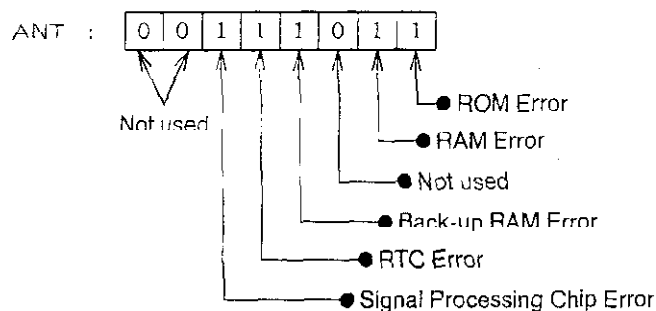 ANT : 0 0 1 1 1 0 1 1
ROM Error
Not used
RAM Error
Not used
Back-up RAM Error
RTC Error
Signal Processing Chip Error